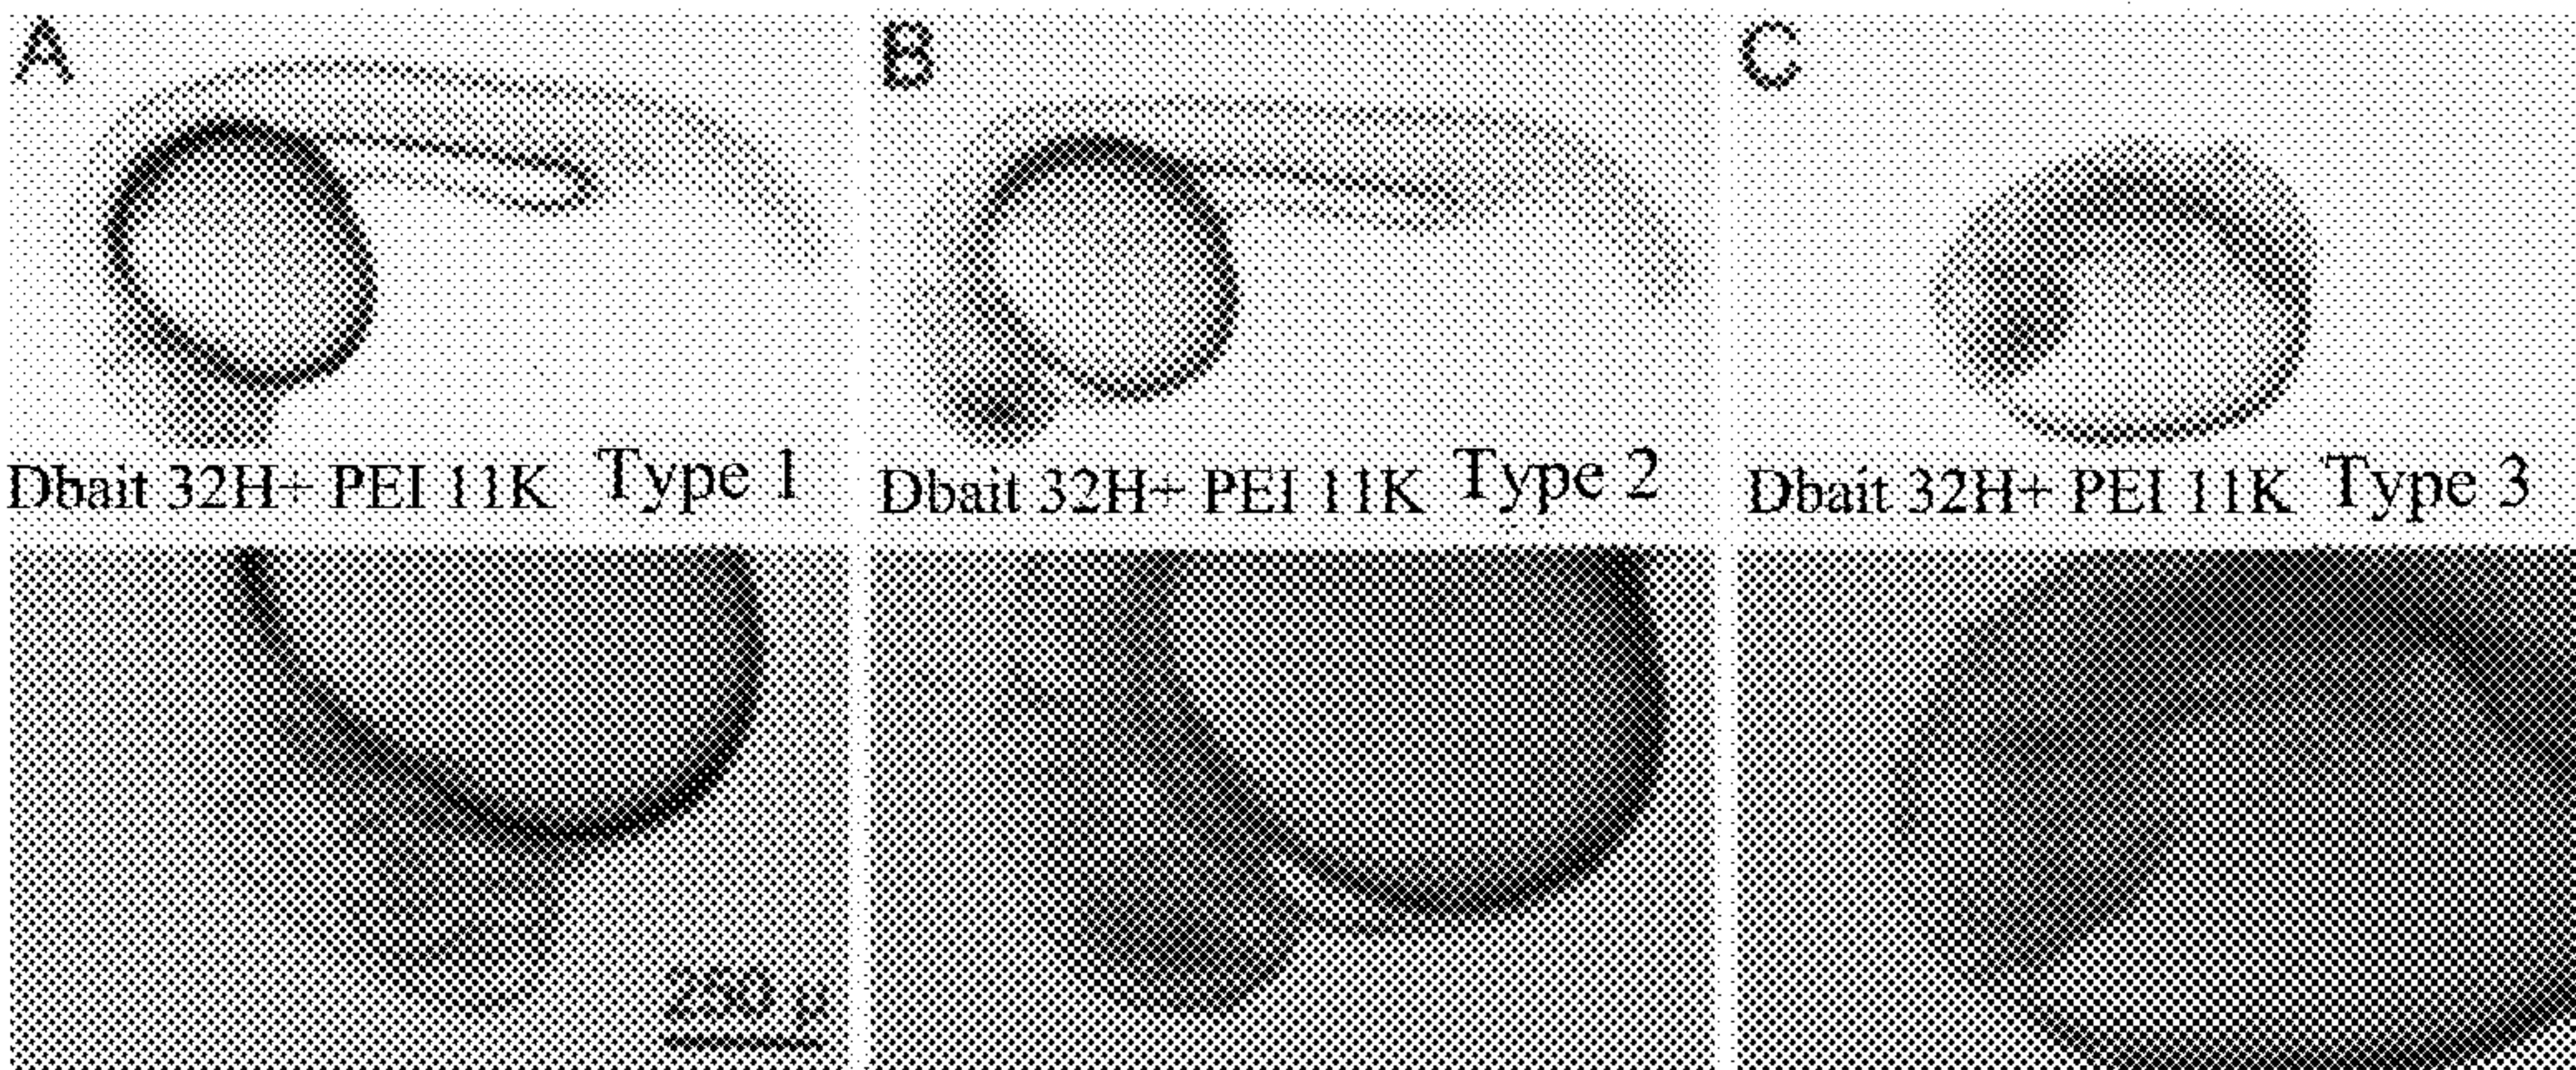 A
B
C
Dbait 32H+ PEI 11K Type 1
Dbait 32H+ PEI 11K Type 2
Dbait 32H+ PEI 11K Type 3
250 µ